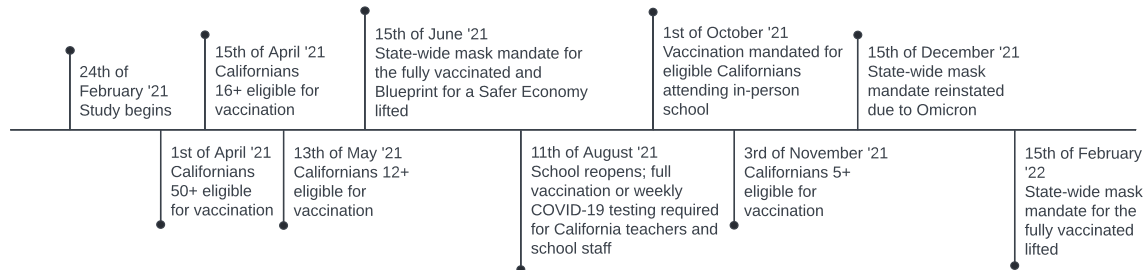 24th of
February '21
Study begins
1st of April '21
Californians
50+ eligible
for vaccination
15th of April '21
Californians
16+ eligible for
vaccination
13th of May '21
Californians 12+
eligible for
vaccination
15th of June '21
State-wide mask mandate for
the fully vaccinated and
Blueprint for a Safer Economy
lifted
11th of August '21
School reopens; full
vaccination or weekly
COVID-19 testing required
for California teachers and
school staff
1st of October '21
Vaccination mandated for
eligible Californians
attending in-person
school
3rd of November '21
Californians 5+
eligible for
vaccination
15th of December '21
State-wide mask
mandate reinstated
due to Omicron
15th of February
'22
State-wide mask
mandate for the
fully vaccinated
lifted